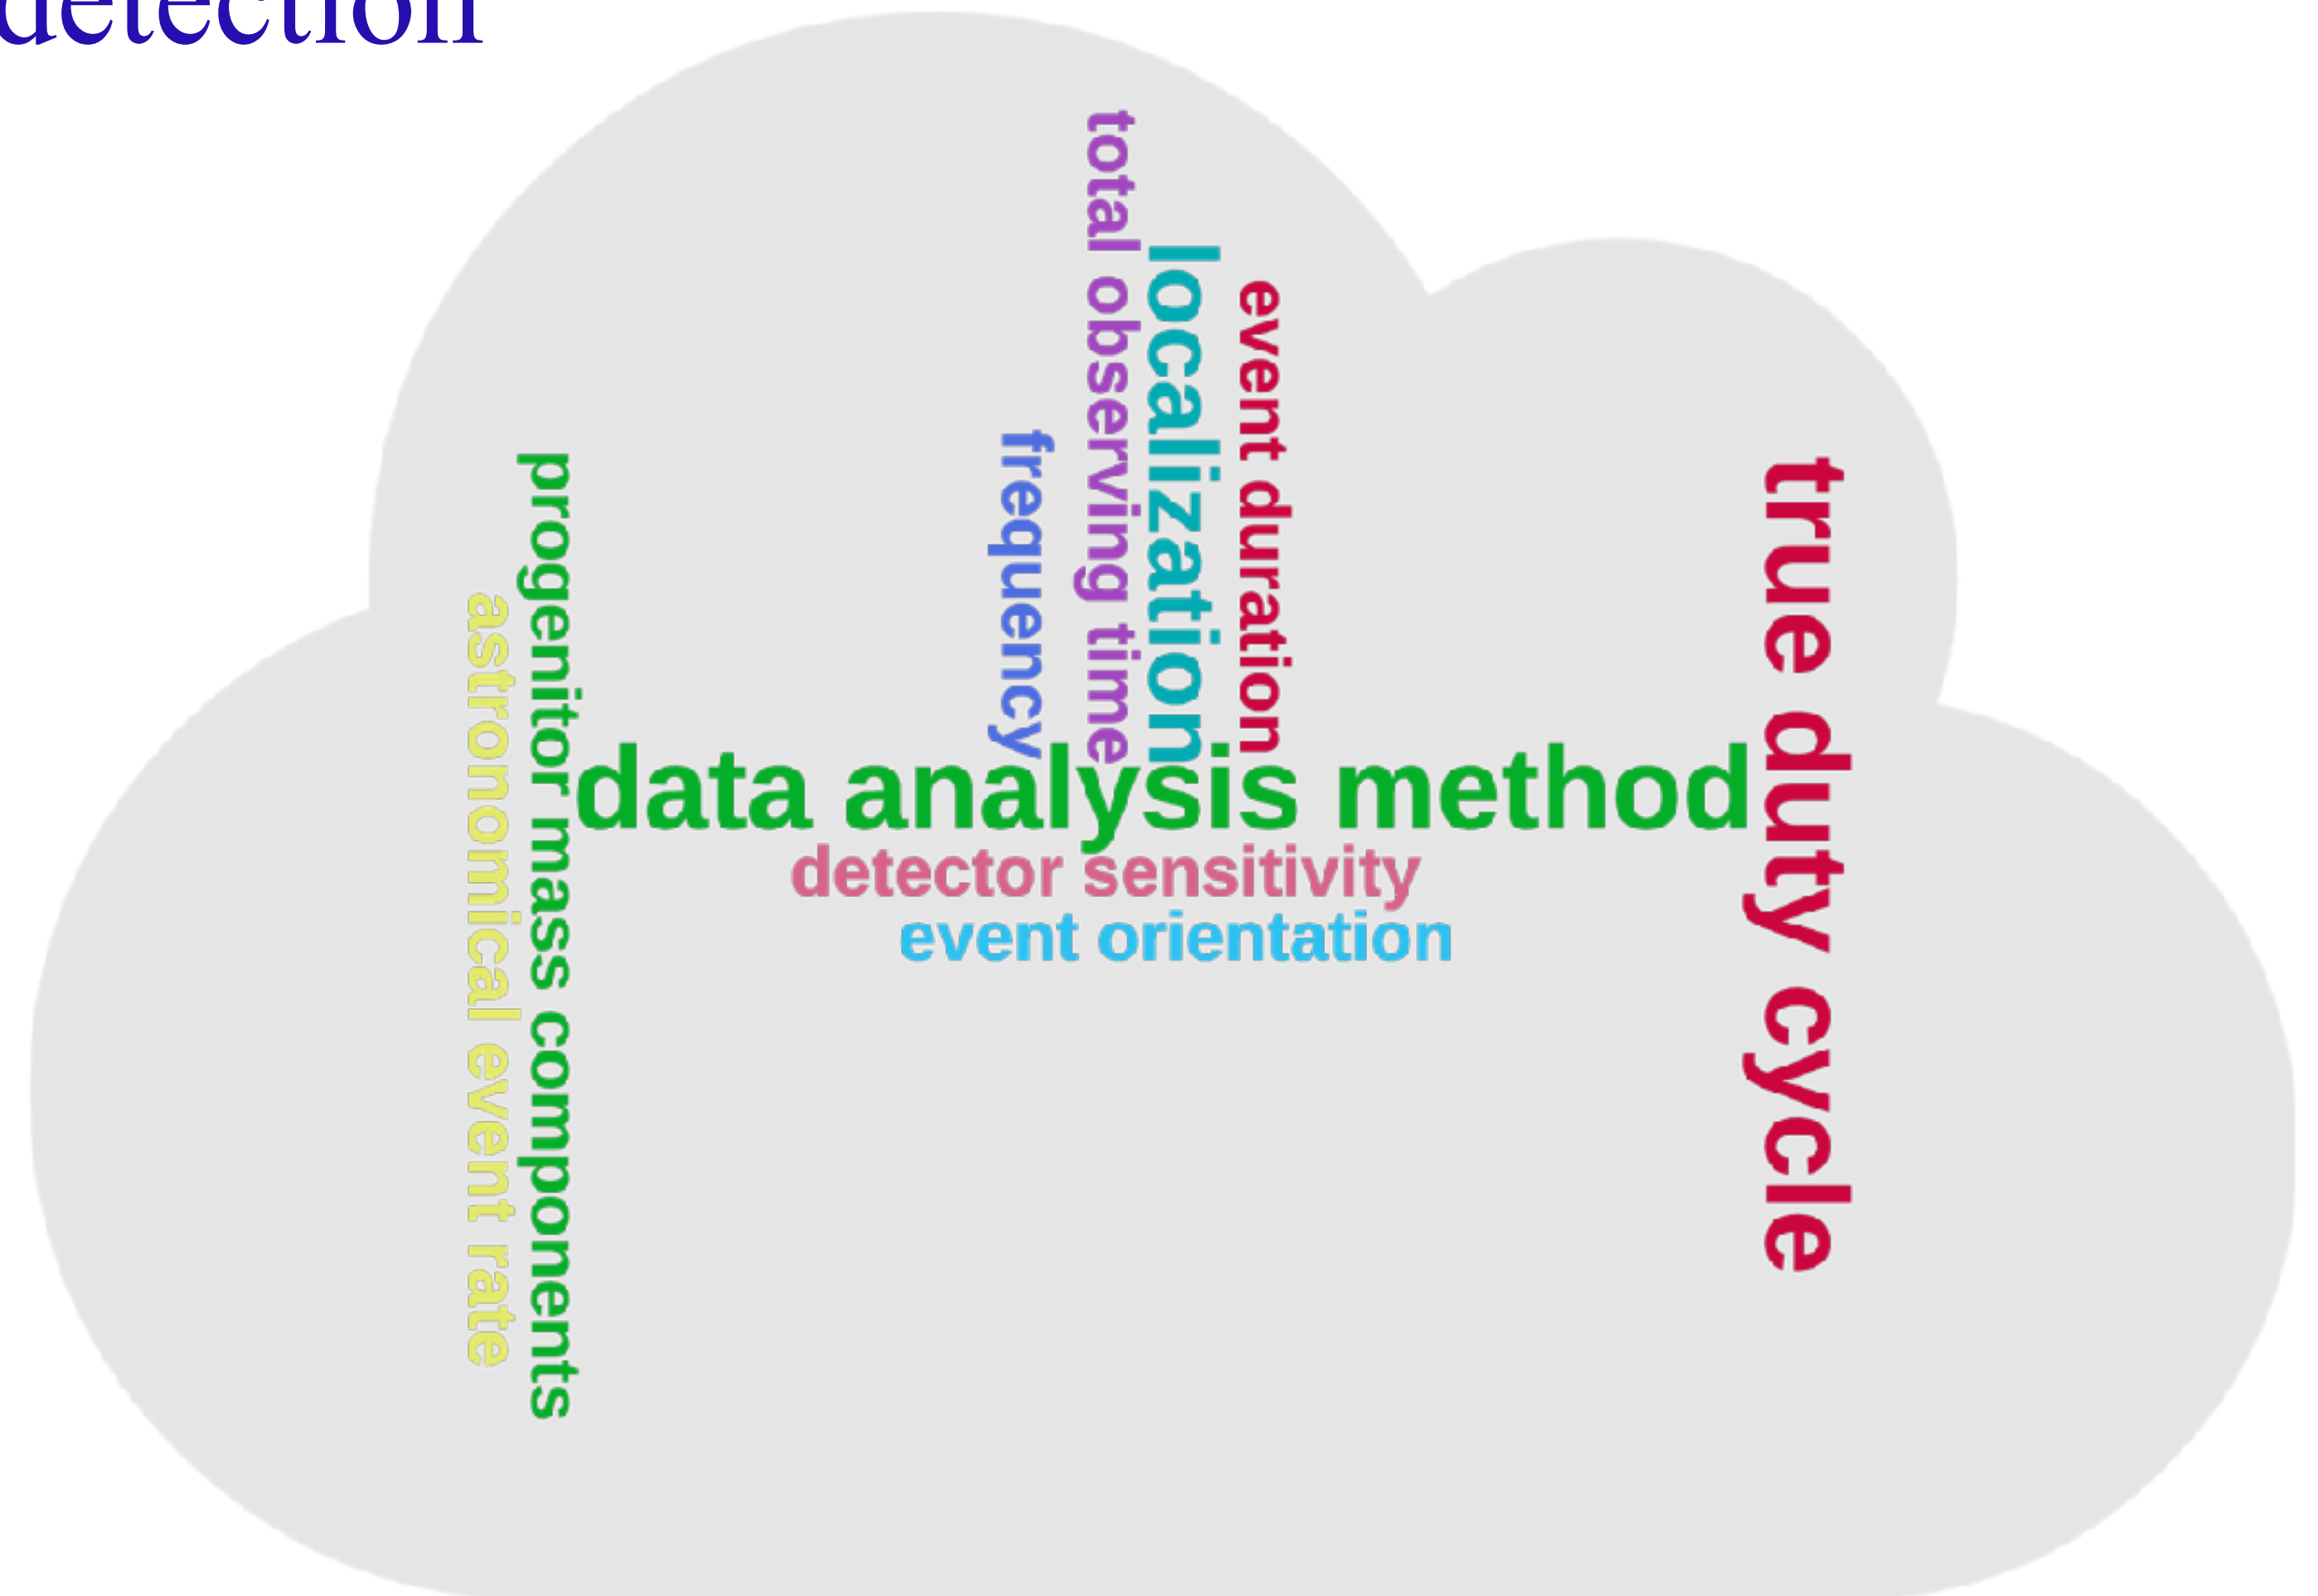 detection
total observing time
localization
event duration
frequency
progenitor mass components
true duty cycle
astronomical event rate
data analysis method
detector sensitivity
event orientation